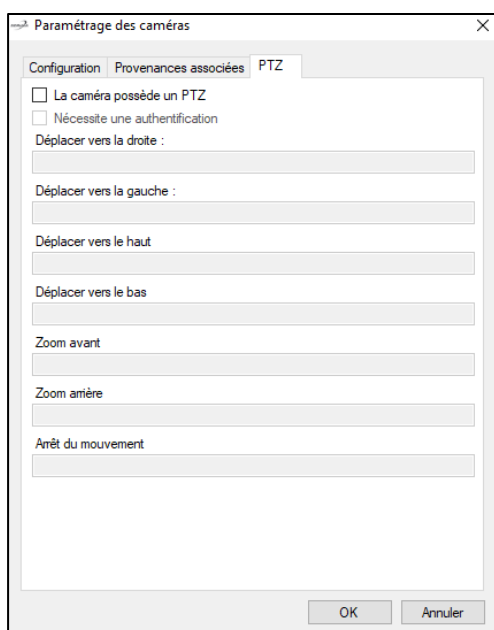 Paramétrage des caméras
Configuration Provenances associées PTZ
La caméra possède un PTZ
Nécessite une authentification
Déplacer vers la droite :
Déplacer vers la gauche :
Déplacer vers le haut
Déplacer vers le bas
Zoom avant
Zoom arrière
Arrêt du mouvement
OK Annuler